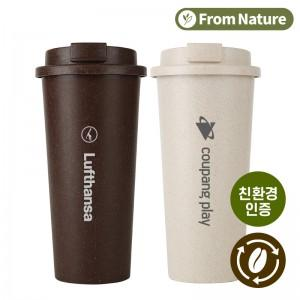 From Nature
Lufthansa
coupang play
친환경
인증